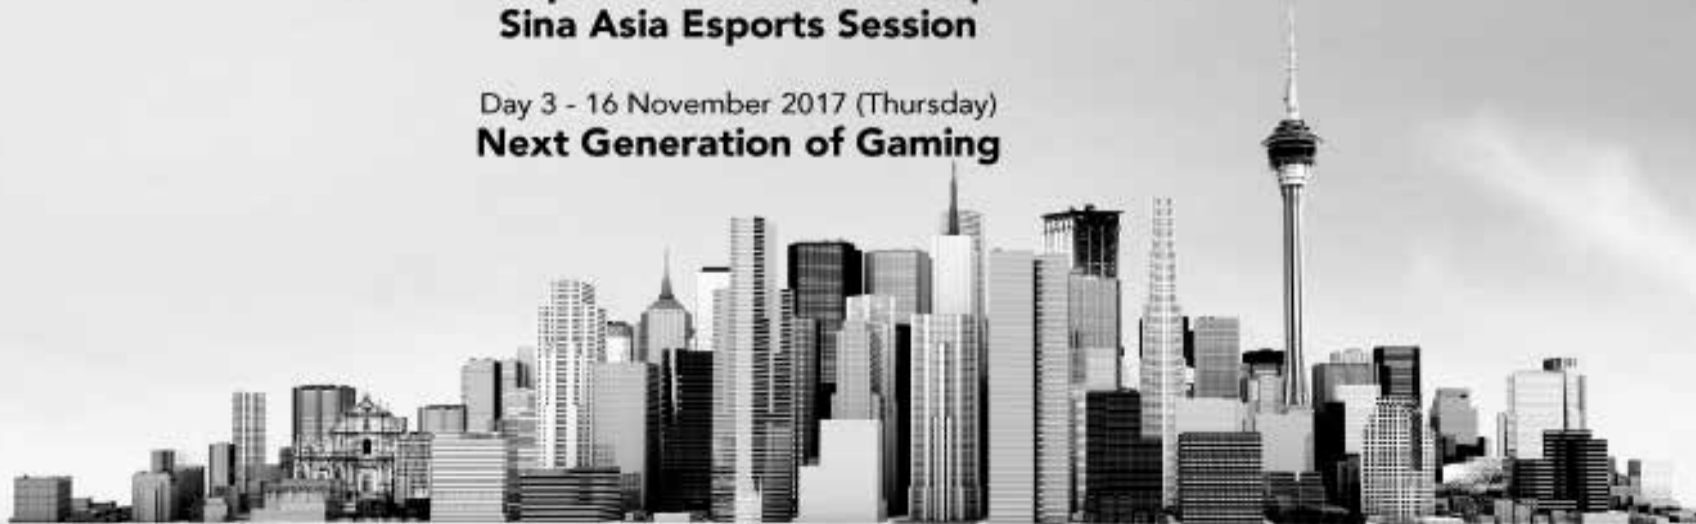 Sina Asia Esports Session
Day 3 - 16 November 2017 (Thursday)
Next Generation of Gaming